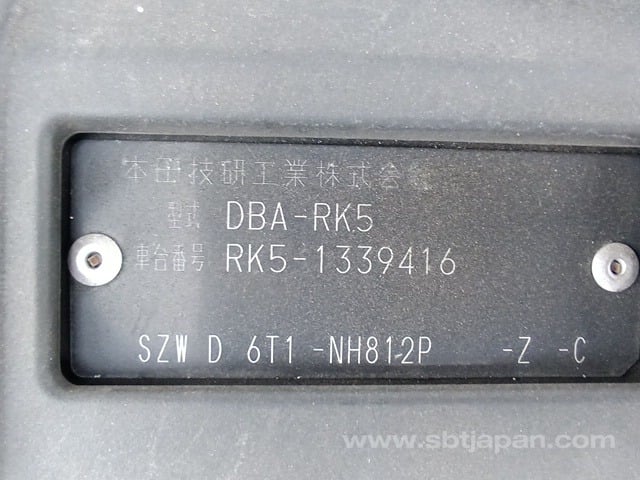 本田技研工業株式会社
型式 DBA-RK5
車台番号 RK5-1339416
SZW D 6T1 -NH812P -Z -C
www.sbtjapan.com